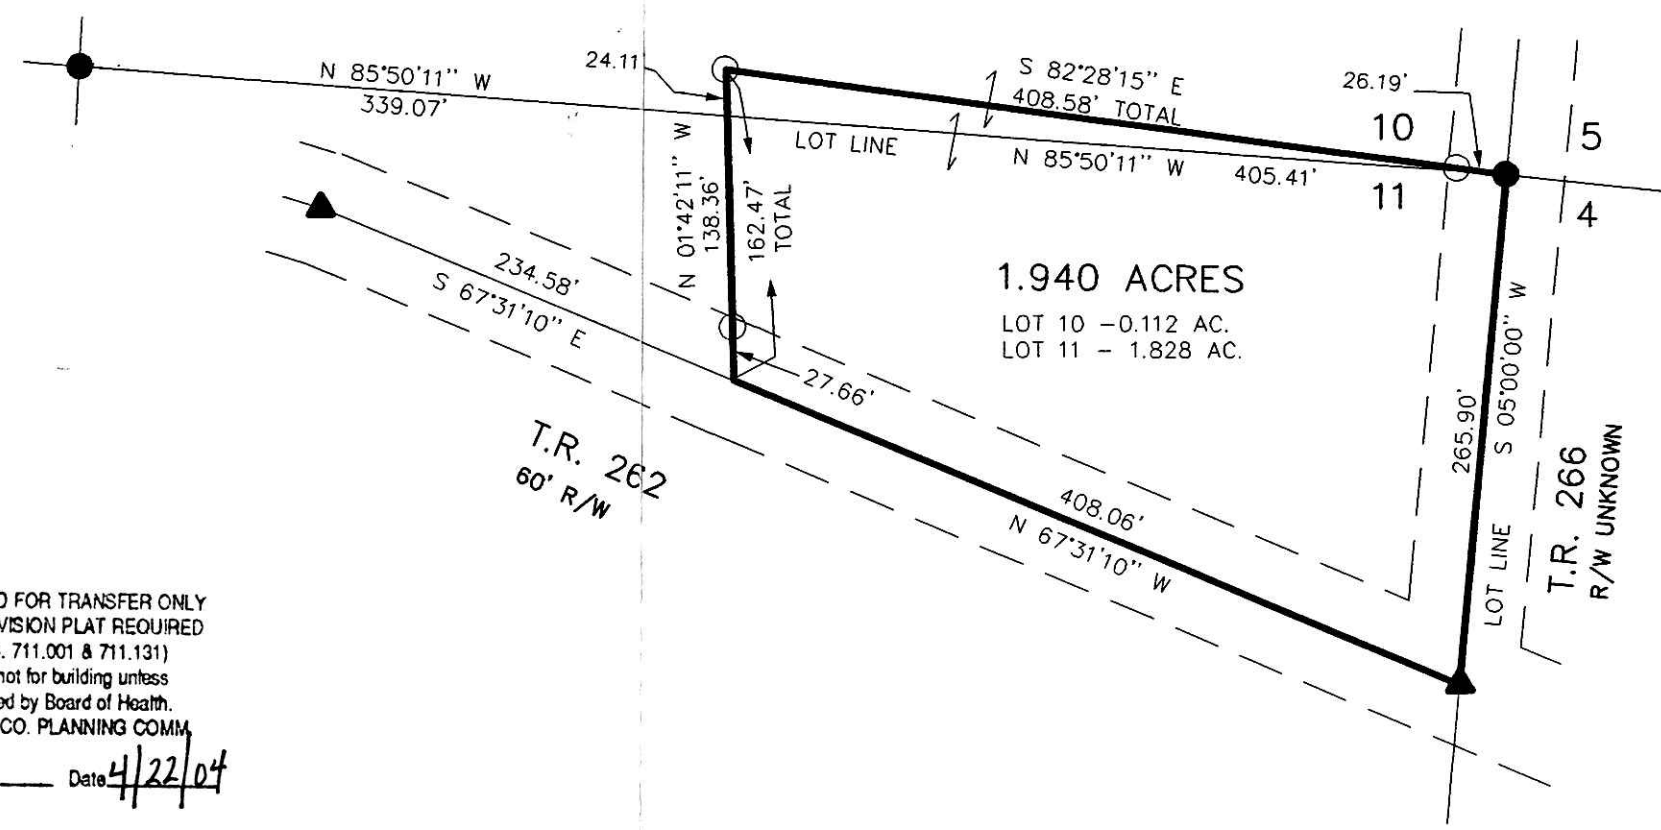 N 85°50'11" W
339.07'
24.11'
S 82°28'15" E
408.58' TOTAL
26.19'
10
5
LOT LINE
N 85°50'11" W
405.41'
11
4
N 01°42'11" W
138.36'
162.47'
TOTAL
234.58'
S 67°31'10" E
1.940 ACRES
LOT 10 -0.112 AC.
LOT 11 - 1.828 AC.
27.66'
T.R. 262
60' R/W
408.06'
N 67°31'10" W
265.90'
LOT LINE S 05°00'00" W
T.R. 266
R/W UNKNOWN
FOR TRANSFER ONLY
VISION PLAT REQUIRED
. 711.001 & 711.131)
not for building unless
ed by Board of Health.
CO. PLANNING COMM.
Date 4/22/04